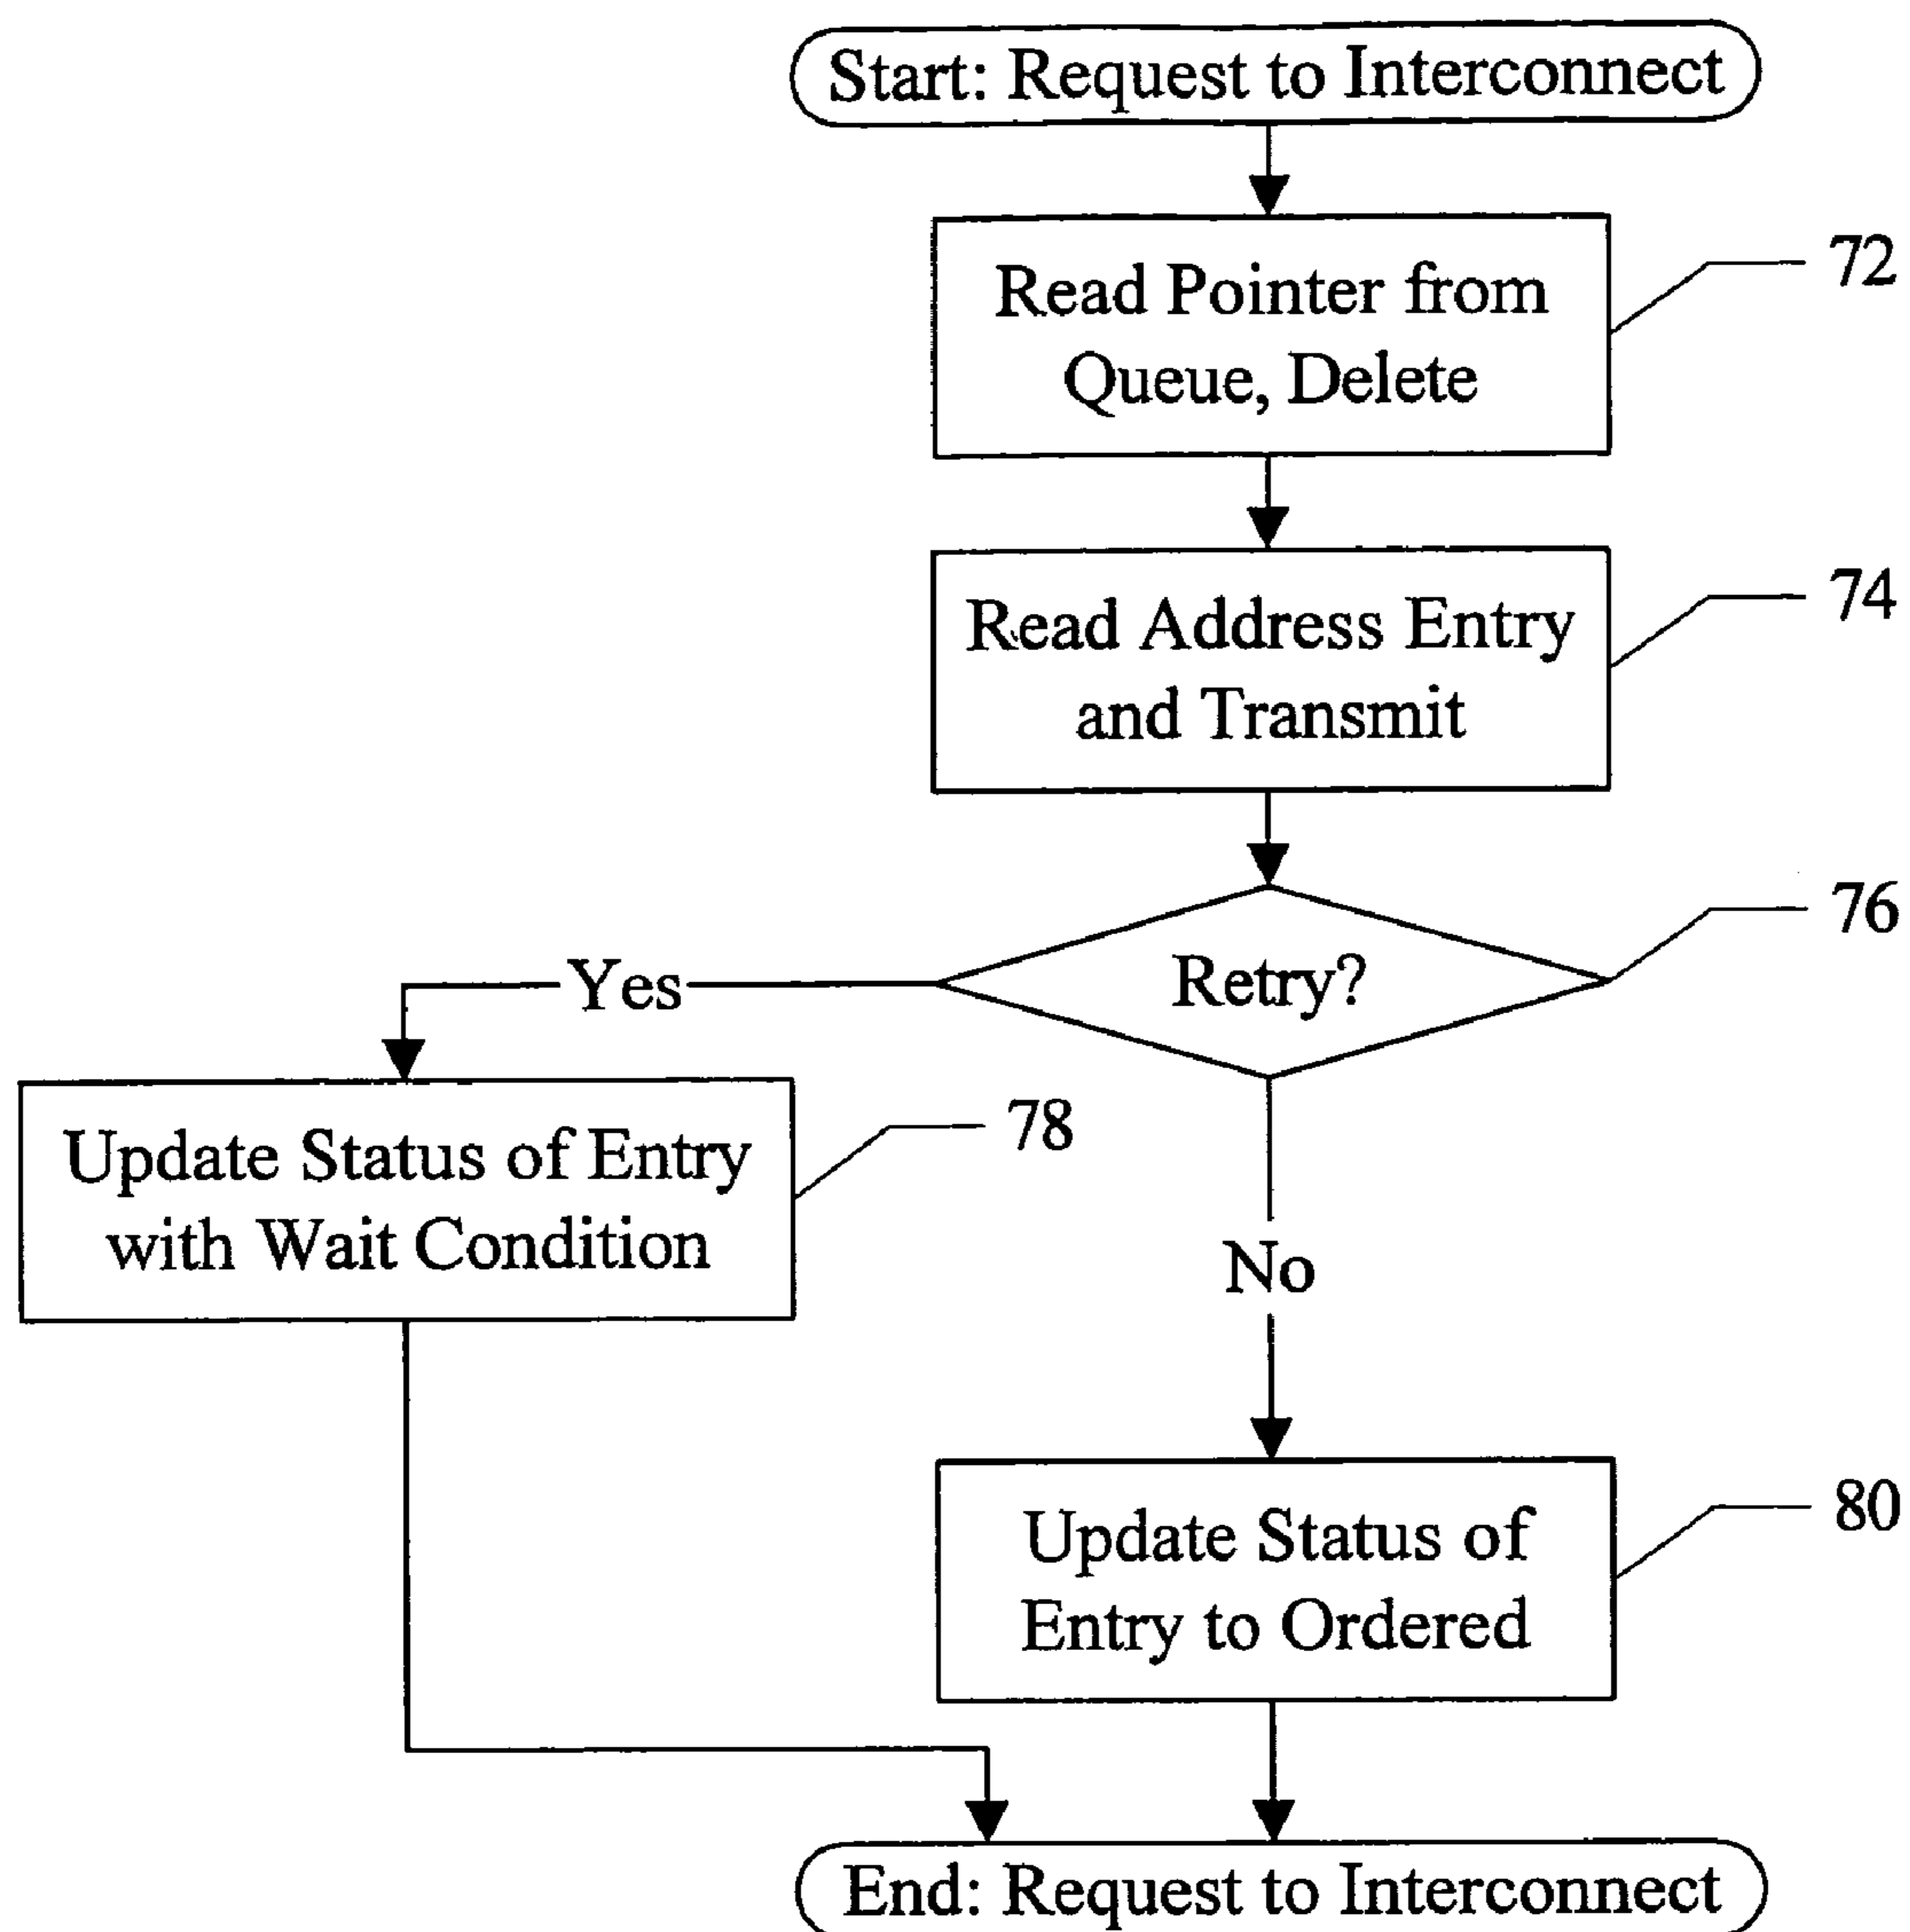 Start: Request to Interconnect
Read Pointer from
Queue, Delete
72
Read Address Entry
and Transmit
74
Retry?
76
Yes
Update Status of Entry
with Wait Condition
78
No
Update Status of
Entry to Ordered
80
End: Request to Interconnect